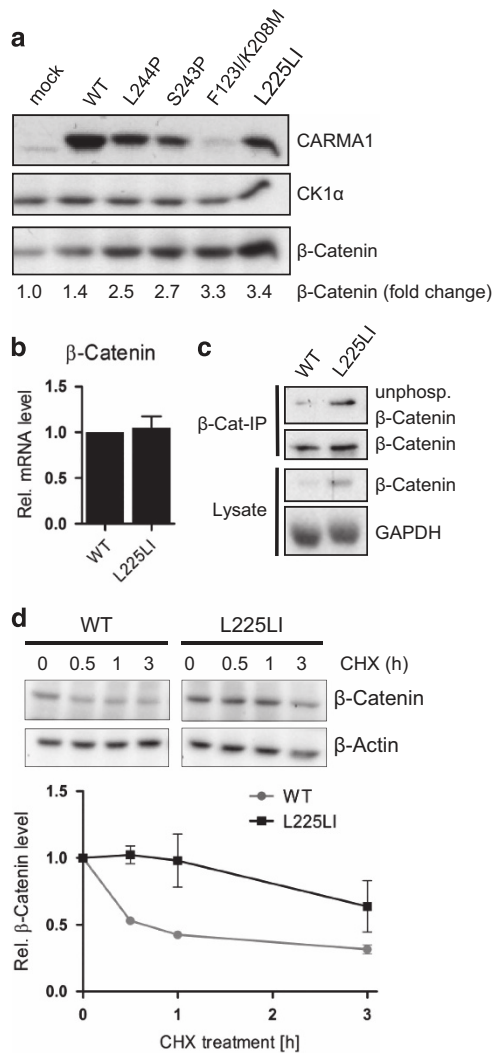 a
mock WT L244P S243P F123I/K208M L225LI
CARMA1
CK1α
β-Catenin
1.0 1.4 2.5 2.7 3.3 3.4 β-Catenin (fold change)
b
β-Catenin
Rel. mRNA level
1.5
1.0
0.5
0.0
WT L225LI
c
WT L225LI
β-Cat-IP
unphosp.
β-Catenin
β-Catenin
Lysate
β-Catenin
GAPDH
d
WT L225LI
0 0.5 1 3 0 0.5 1 3 CHX (h)
β-Catenin
β-Actin
Rel. β-Catenin level
1.5
1.0
0.5
0.0
WT
L225LI
0 1 2 3
CHX treatment [h]